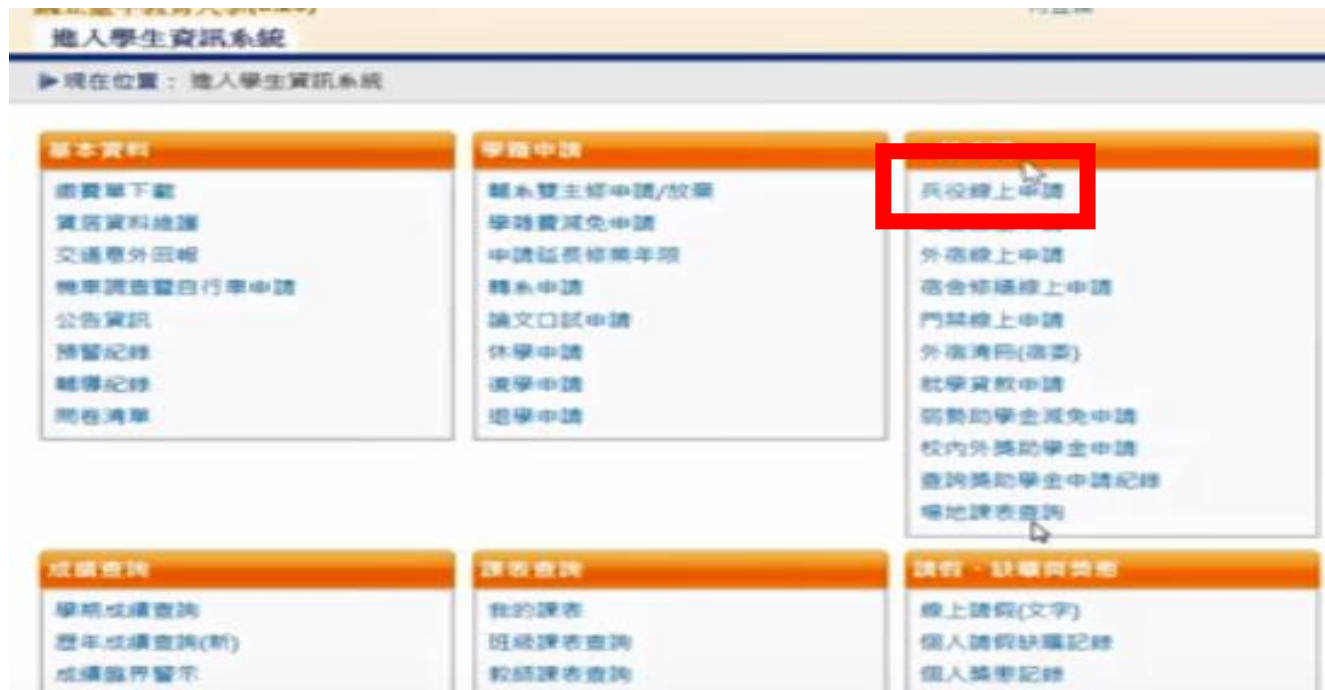 進入學生資訊系統
▶現在位置： 進入學生資訊系統
基本資料
繳費單下載
賃居資料維護
交通意外回報
機車調查暨自行車申請
公告資訊
預警紀錄
輔導紀錄
問卷清單
學籍申請
輔系雙主修申請/放棄
學雜費減免申請
申請延長修業年限
轉系申請
論文口試申請
休學申請
復學申請
退學申請
兵役線上申請
外宿線上申請
宿舍修繕線上申請
門禁線上申請
外宿清冊(宿委)
就學貸款申請
弱勢助學金減免申請
校內外獎助學金申請
查詢獎助學金申請紀錄
場地課表查詢
成績查詢
學期成績查詢
歷年成績查詢(新)
成績臨界警示
課表查詢
我的課表
班級課表查詢
教師課表查詢
請假、缺曠與獎懲
線上請假(文字)
個人請假缺曠記錄
個人獎懲記錄